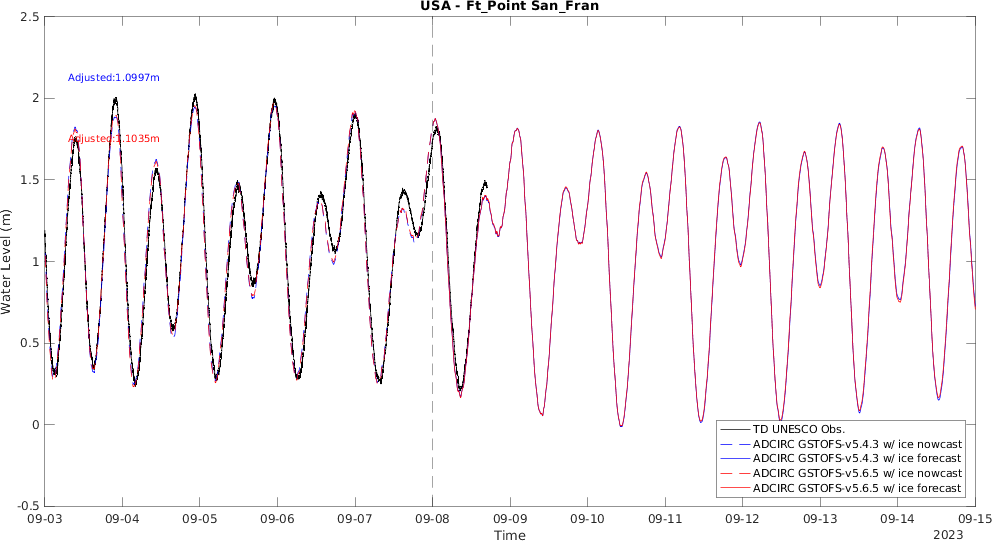 USA - Ft_Point San_Fran
2.5
2
1.5
1
0.5
0
-0.5
Water Level (m)
Adjusted:1.0997m
Adjusted:1.1035m
TD UNESCO Obs.
ADCIRC GSTOFS-v5.4.3 w/ ice nowcast
ADCIRC GSTOFS-v5.4.3 w/ ice forecast
ADCIRC GSTOFS-v5.6.5 w/ ice nowcast
ADCIRC GSTOFS-v5.6.5 w/ ice forecast
09-03 09-04 09-05 09-06 09-07 09-08 09-09 09-10 09-11 09-12 09-13 09-14 09-15
Time
2023